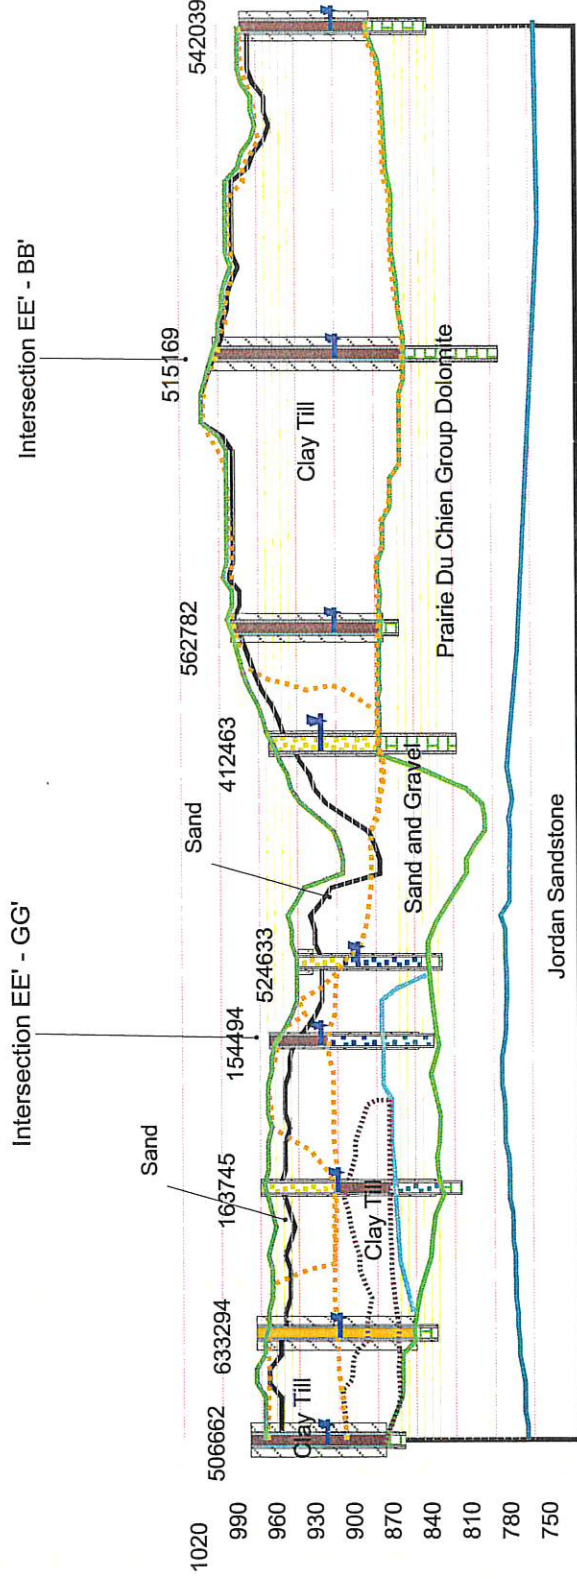 Intersection EE' - GG'
Intersection EE' - BB'
506662
633294
163745
154494
524633
412463
562782
515169
542039
Sand
Sand
1020
990
960
930
900
870
840
810
780
750
Clay Till
Clay Till
Clay Till
Sand and Gravel
Prairie Du Chien Group Dolomite
Jordan Sandstone